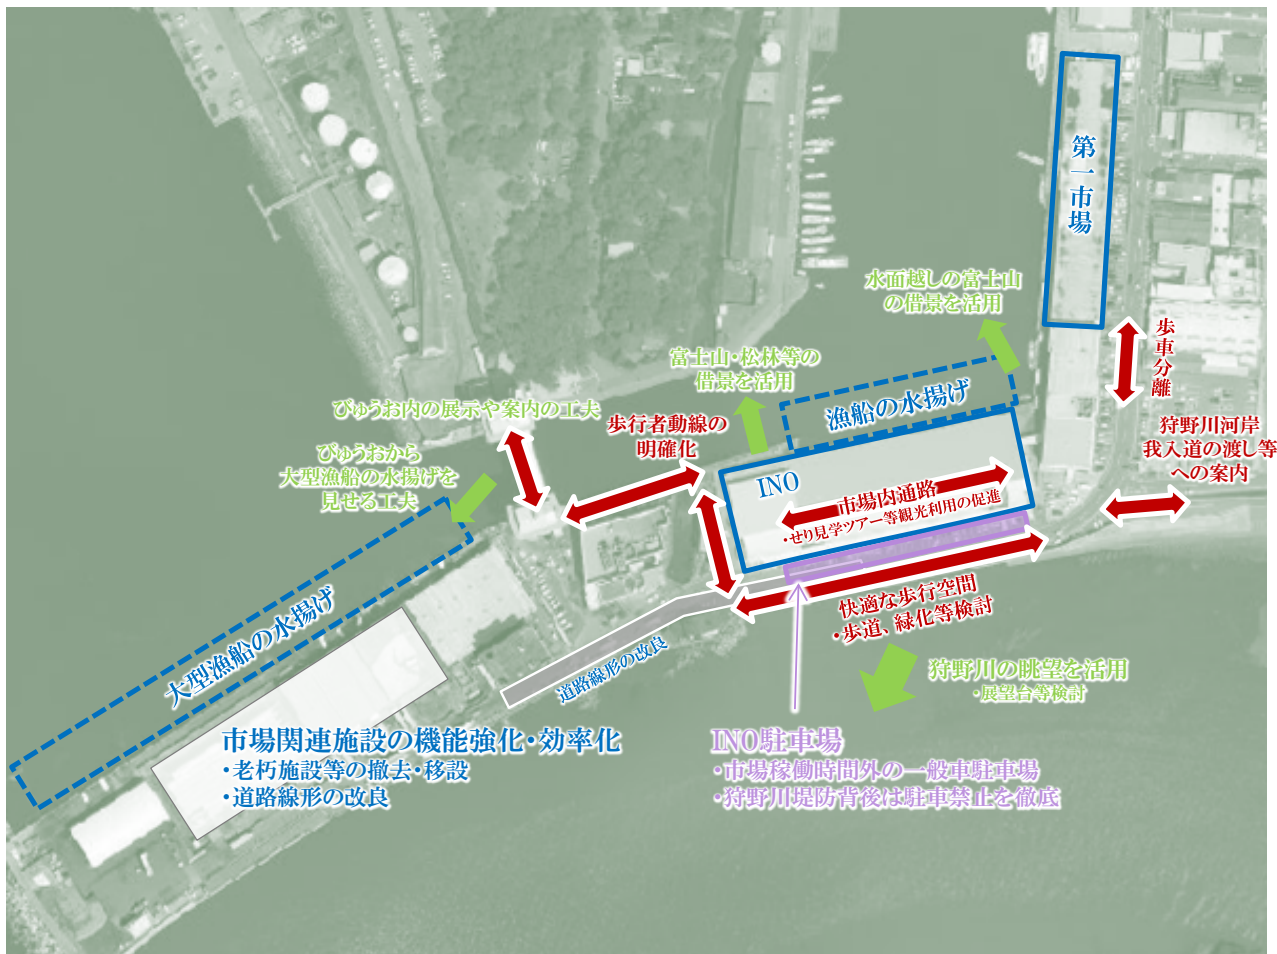 第一市場
水面越しの富士山
の借景を活用
歩車分離
富士山・松林等の
借景を活用
漁船の水揚げ
びゅうお内の展示や案内の工夫
歩行者動線の
明確化
狩野川河岸
我入道の渡し等
への案内
びゅうおから
大型漁船の水揚げを
見せる工夫
INO
市場内通路
・せり見学ツアー等観光利用の促進
快適な歩行空間
・歩道、緑化等検討
大型漁船の水揚げ
道路線形の改良
狩野川の眺望を活用
・展望台等検討
市場関連施設の機能強化・効率化
・老朽施設等の撤去・移設
・道路線形の改良
INO駐車場
・市場稼働時間外の一般車駐車場
・狩野川堤防背後は駐車禁止を徹底